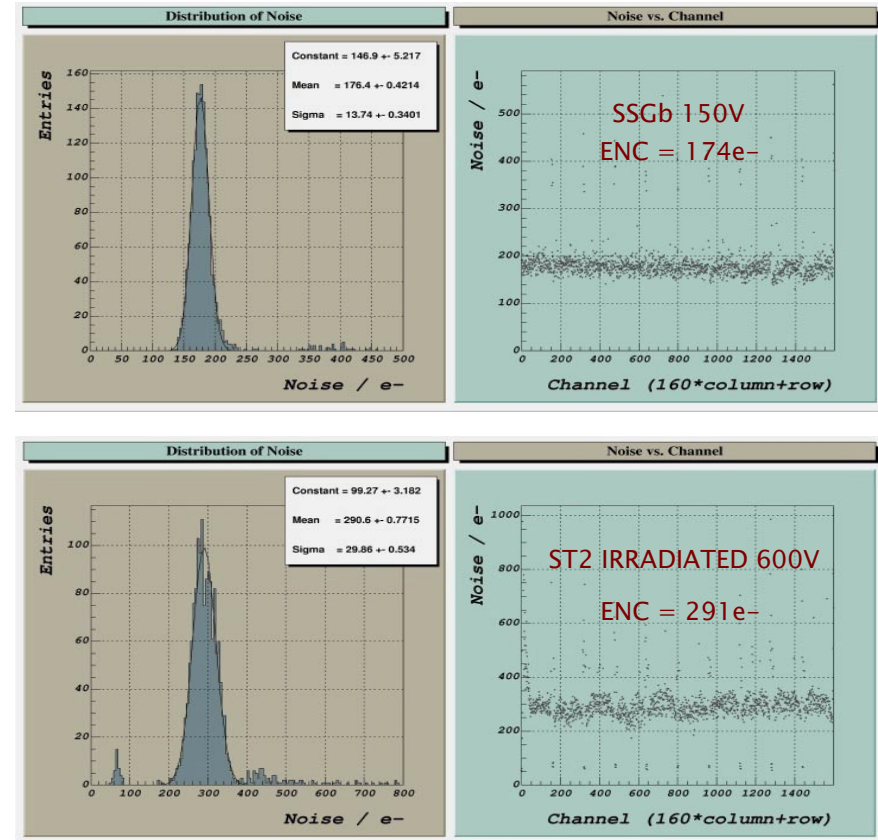 Distribution of Noise
Noise vs. Channel
Constant = 146.9 +- 5.217
Mean = 176.4 +- 0.4214
Sigma = 13.74 +- 0.3401
Entries
160
140
120
100
80
60
40
20
0
0 50 100 150 200 250 300 350 400 450 500
Noise / e-
Noise / e-
SSGb 150V
ENC = 174e-
500
400
300
200
100
0
0 200 400 600 800 1000 1200 1400
Channel (160*column+row)
Distribution of Noise
Noise vs. Channel
Constant = 99.27 +- 3.182
Mean = 290.6 +- 0.7715
Sigma = 29.86 +- 0.534
Entries
100
80
60
40
20
0
0 100 200 300 400 500 600 700 800
Noise / e-
Noise / e-
ST2 IRRADIATED 600V
ENC = 291e-
1000
800
600
400
200
0
0 200 400 600 800 1000 1200 1400
Channel (160*column+row)